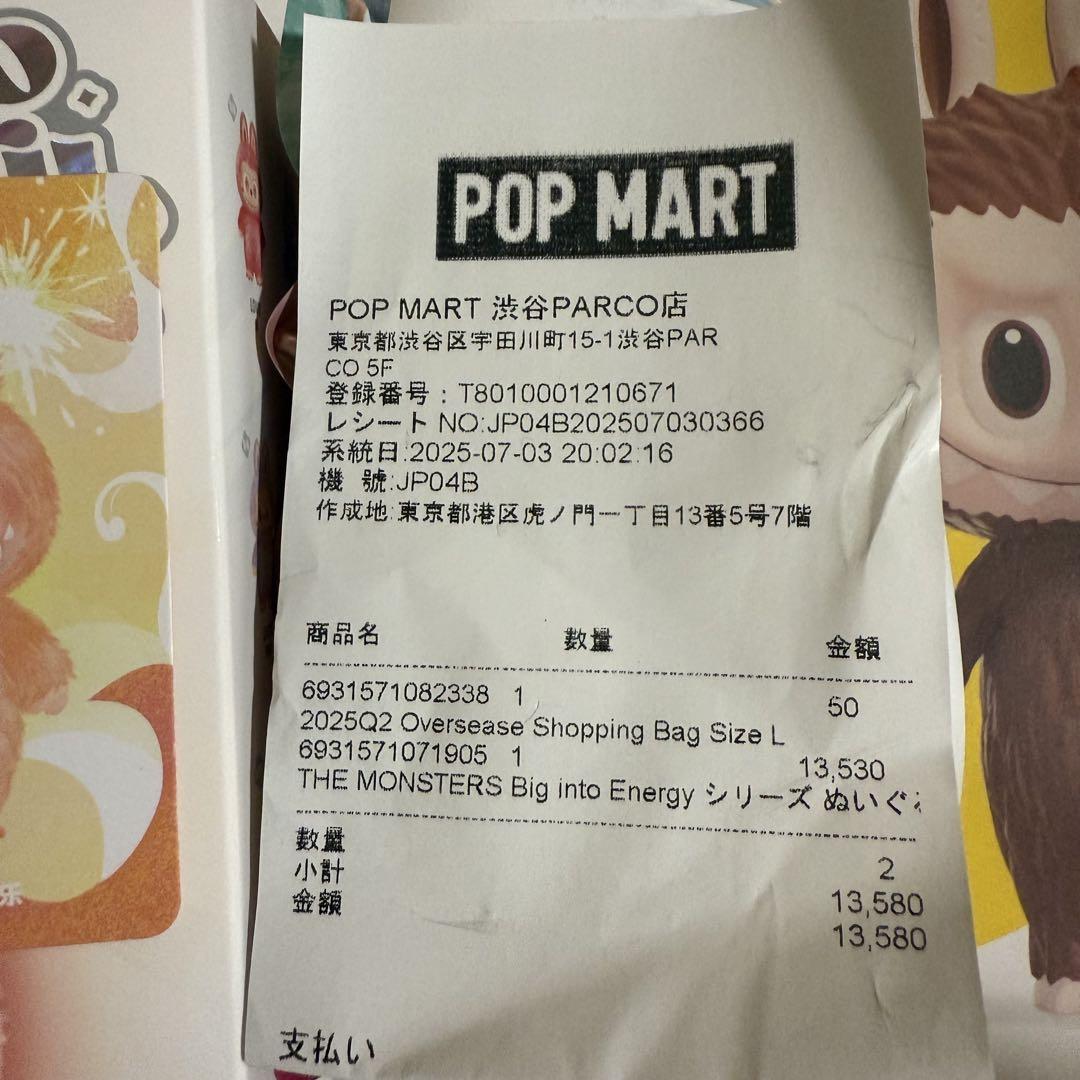 POP MART
POP MART 渋谷PARCO店
東京都渋谷区宇田川町15-1渋谷PAR
CO 5F
登録番号：T8010001210671
レシート NO:JP04B202507030366
系統日:2025-07-03 20:02:16
機 號:JP04B
作成地:東京都港区虎ノ門一丁目13番5号7階
商品名 数量 金額
6931571082338 1 50
2025Q2 Oversease Shopping Bag Size L
6931571071905 1 13,530
THE MONSTERS Big into Energy シリーズ ぬいぐ
数量 2
小計 13,580
金額 13,580
支払い
乐